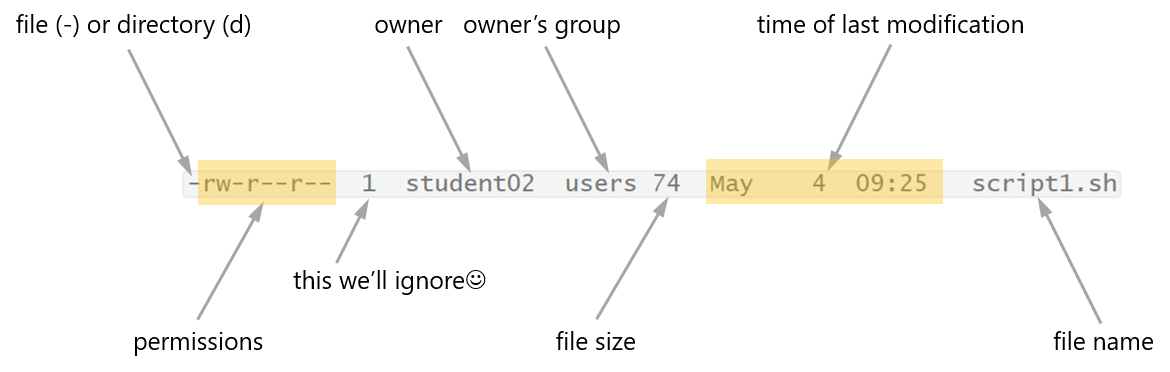 file (-) or directory (d) owner owner’s group time of last modification
-rw-r--r-- 1 student02 users 74 May 4 09:25 script1.sh
this we’ll ignore☺
permissions file size file name